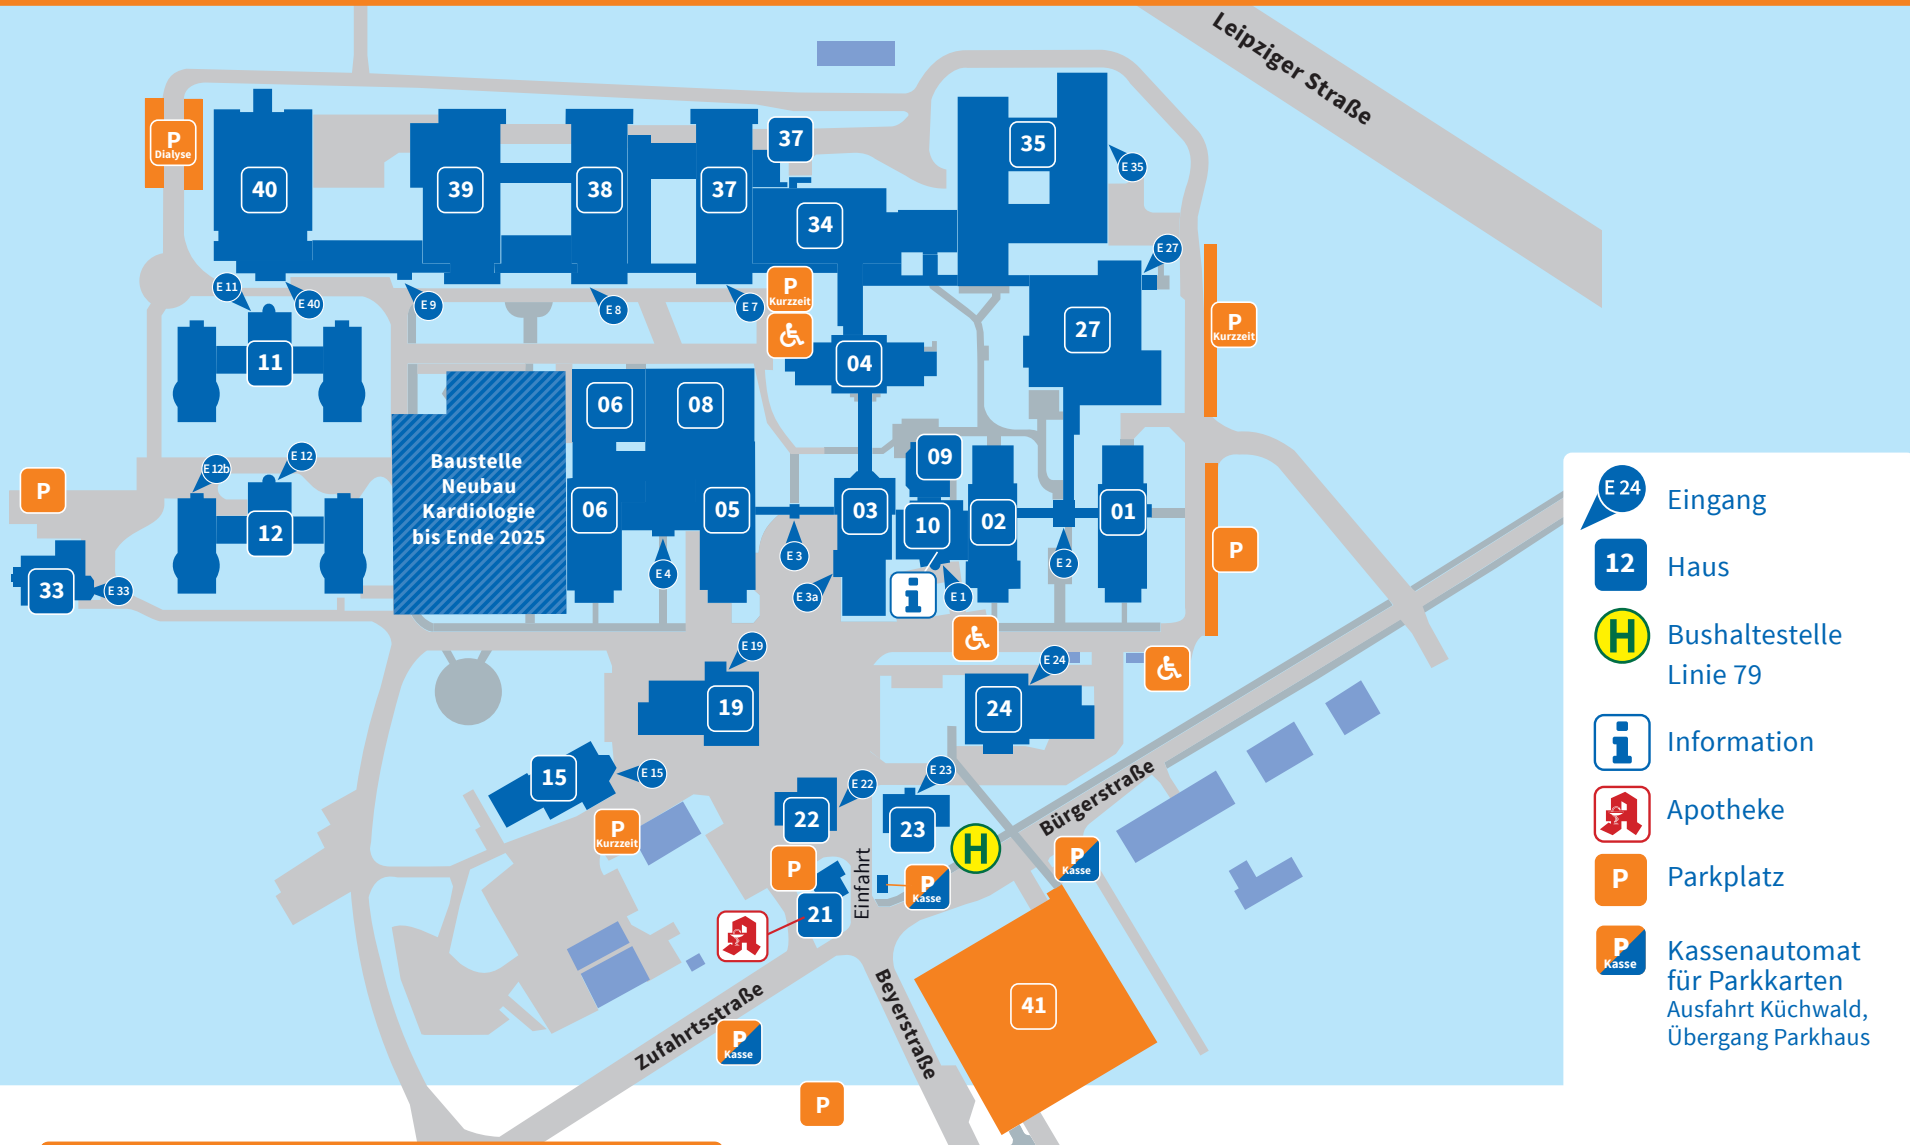 Leipziger Straße
P
Dialyse
40
39
38
37
37
34
35
E 35
E 27
E 11
E 40
E 9
E 8
E 7
P
Kurzzeit
P
Kurzzeit
11
04
27
06
08
Baustelle
Neubau
Kardiologie
bis Ende 2025
E 12b
E 12
P
12
33
E 33
06
05
E 4
E 3
E 3a
03
09
10
02
01
E 1
E 2
P
E 19
19
E 24
24
15
E 15
P
Kurzzeit
22
E 22
E 23
23
P
21
Einfahrt
H
P
Kasse
P
Kasse
Bürgerstraße
A
Zufahrtsstraße
Beyerstraße
41
P
Kasse
P
E 24
Eingang
12
Haus
H
Bushaltestelle
Linie 79
i
Information
A
Apotheke
P
Parkplatz
P
Kasse
Kassenautomat
für Parkkarten
Ausfahrt Küchwald,
Übergang Parkhaus
i